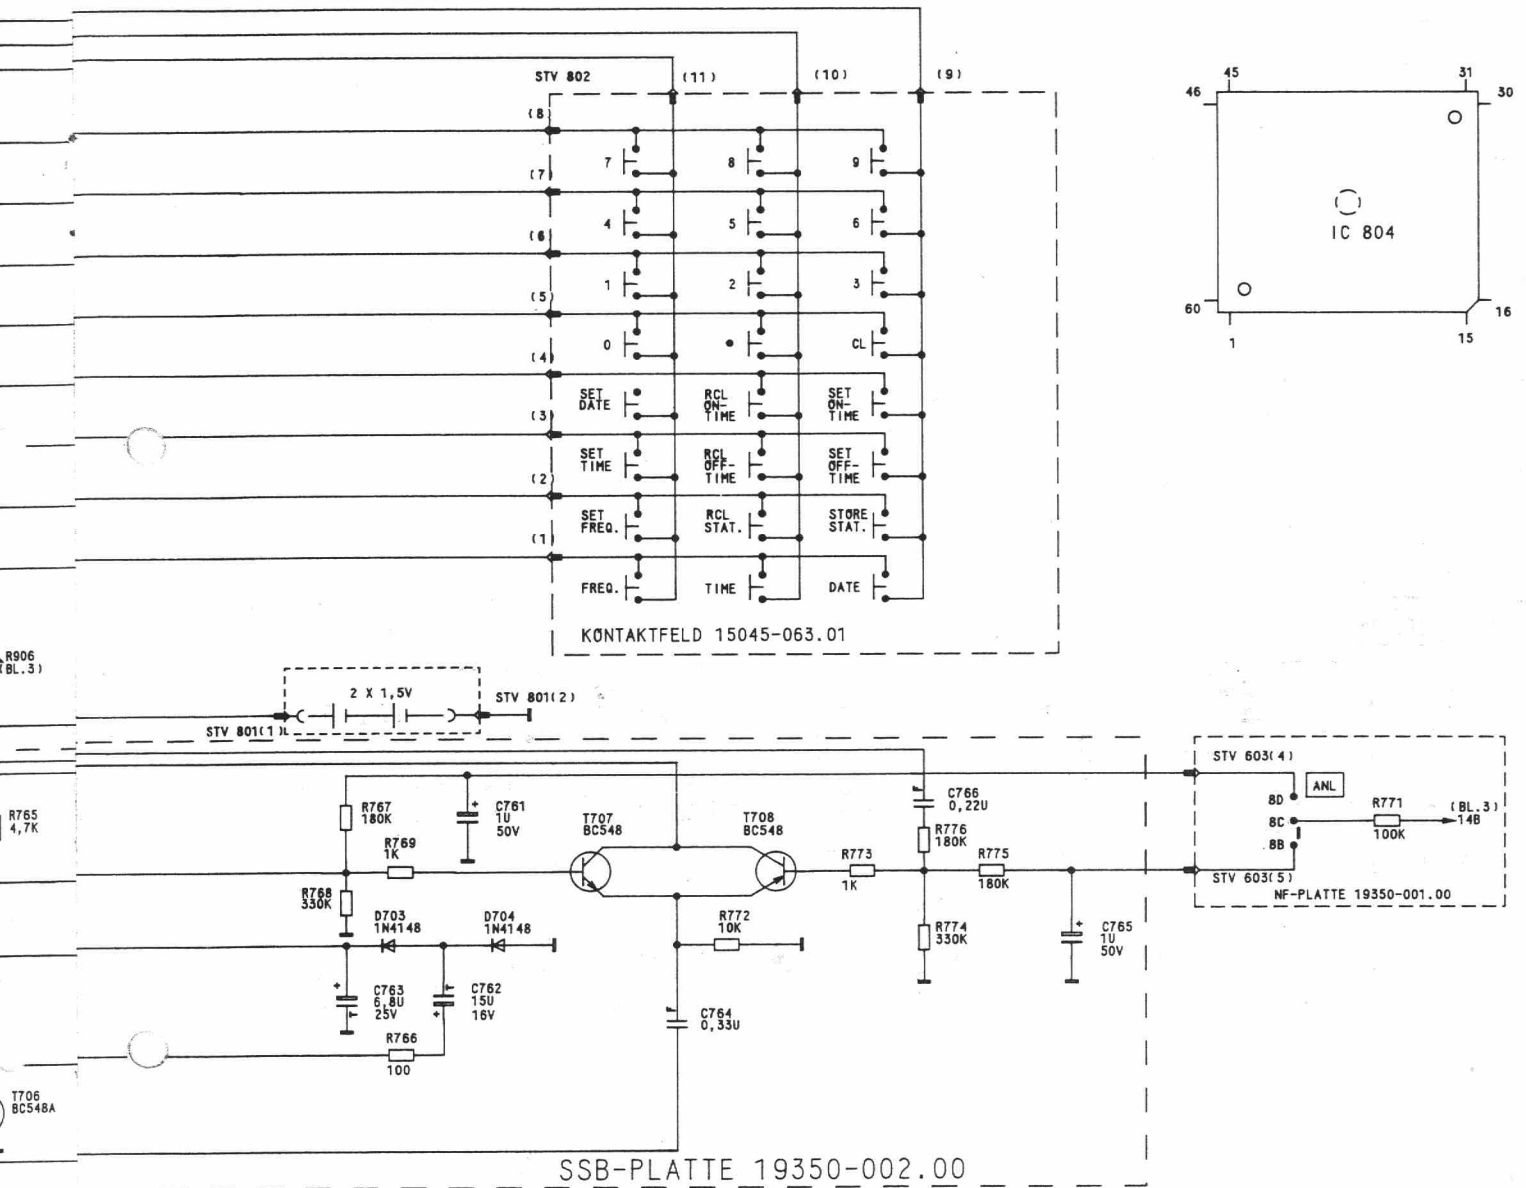 STV 802
(11)
(10)
(9)
(8
7
8
9
(7)
4
5
6
(6
1
2
3
(5)
0
CL
(4)
SET DATE
RCL ON-TIME
SET ON-TIME
(3)
SET TIME
RCL OFF-TIME
SET OFF-TIME
(2)
SET FREQ.
RCL STAT.
STORE STAT.
(1)
FREQ.
TIME
DATE
KONTAKTFELD 15045-063.01
45
31
46
30
IC 804
60
16
1
15
R906
(BL.3)
2 X 1,5V
STV 801(2)
STV 801(1)
R765
4,7K
R767
180K
C761
1U
50V
R769
1K
T707
BC548
T708
BC548
C766
0,22U
R776
180K
R773
1K
R775
180K
STV 603(4)
ANL
8D
8C
8B
R771
100K
(BL.3)
14B
STV 603(5)
NF-PLATTE 19350-001.00
R768
330K
D703
1N4148
D704
1N4148
R772
10K
R774
330K
C765
1U
50V
C763
6,8U
25V
C762
15U
16V
C764
0,33U
R766
100
T706
BC548A
SSB-PLATTE 19350-002.00